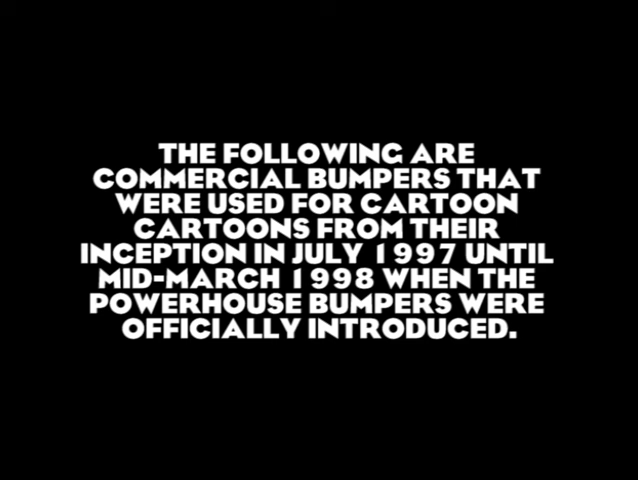 THE FOLLOWING ARE
COMMERCIAL BUMPERS THAT
WERE USED FOR CARTOON
CARTOONS FROM THEIR
INCEPTION IN JULY 1997 UNTIL
MID-MARCH 1998 WHEN THE
POWERHOUSE BUMPERS WERE
OFFICIALLY INTRODUCED.